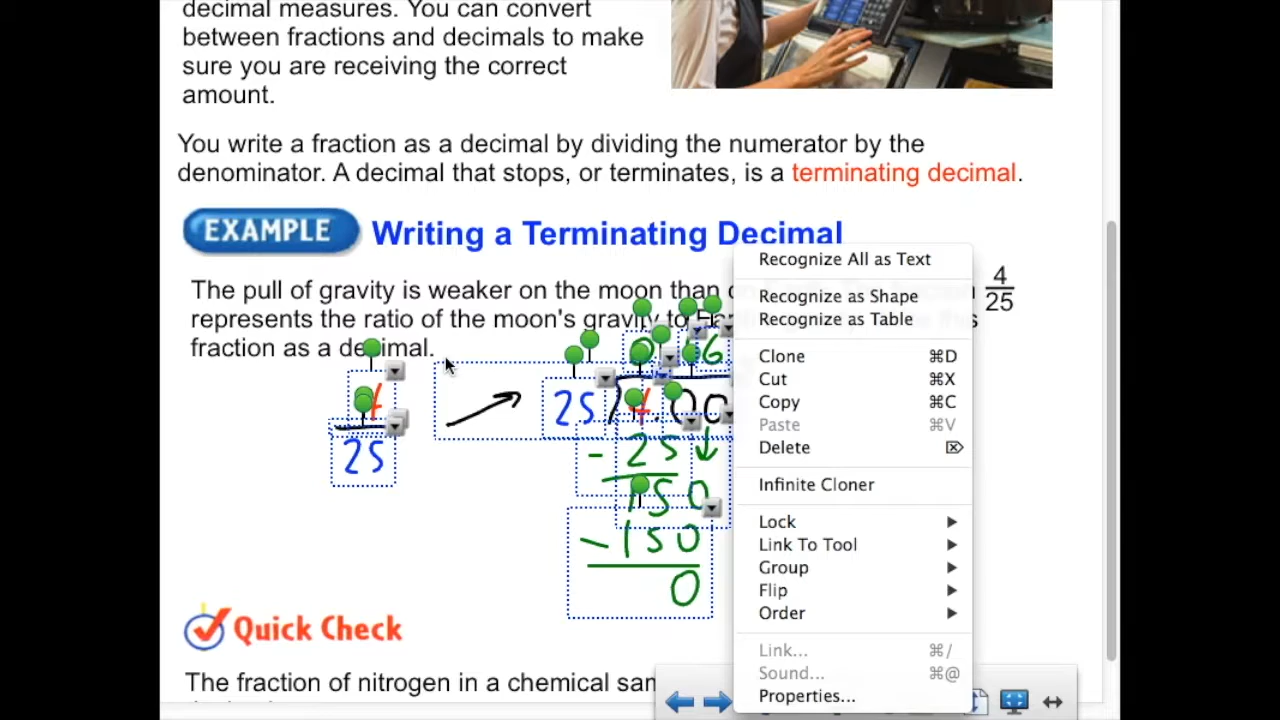 decimal measures. You can convert
between fractions and decimals to make
sure you are receiving the correct
amount.
You write a fraction as a decimal by dividing the numerator by the
denominator. A decimal that stops, or terminates, is a terminating decimal.
EXAMPLE Writing a Terminating Decimal
The pull of gravity is weaker on the moon than 4/25
represents the ratio of the moon's gravity to
fraction as a decimal.
0.16
4 25)4.00
25 - 25↓
150
-150
0
Recognize All as Text
Recognize as Shape
Recognize as Table
Clone ⌘D
Cut ⌘X
Copy ⌘C
Paste ⌘V
Delete ⌦
Infinite Cloner
Lock ▶
Link To Tool ▶
Group ▶
Flip ▶
Order ▶
Link... ⌘/
Sound... ⌘@
Properties...
Quick Check
The fraction of nitrogen in a chemical